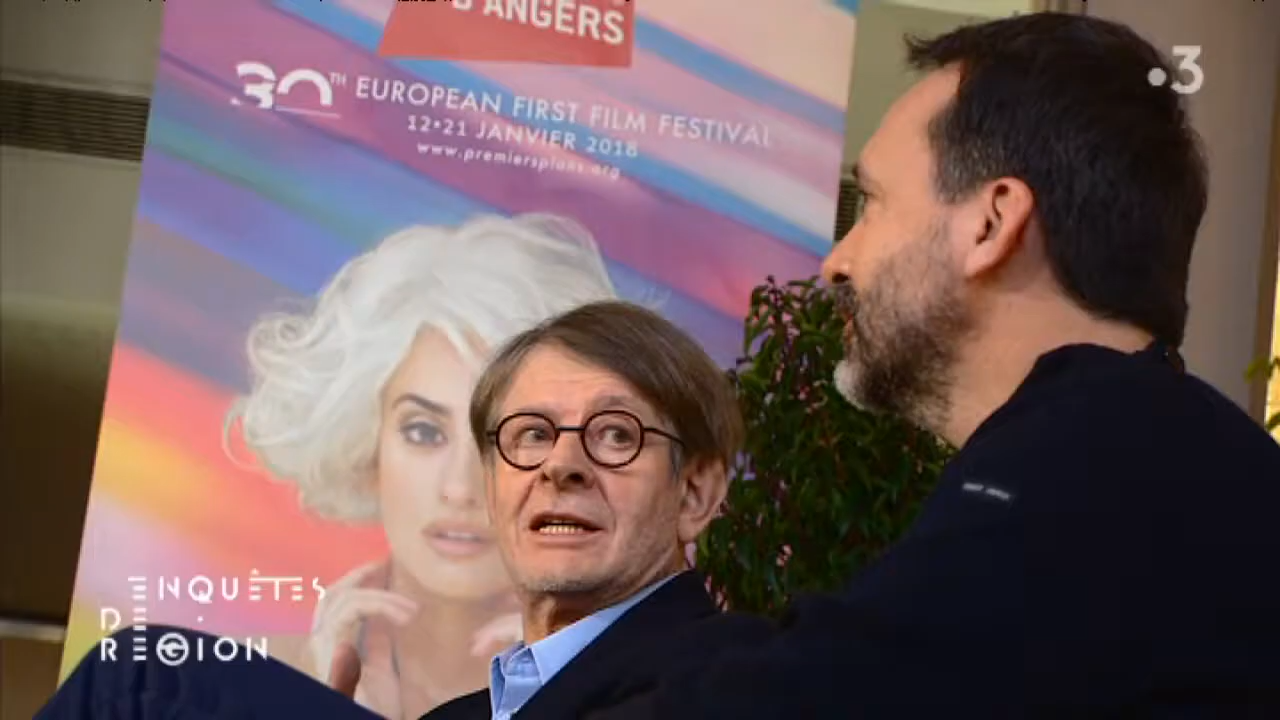 D'ANGERS
30TH EUROPEAN FIRST FILM FESTIVAL
12•21 JANVIER 2018
www.premiersplans.org
•3
ENQUÊTES
DE
RÉGION